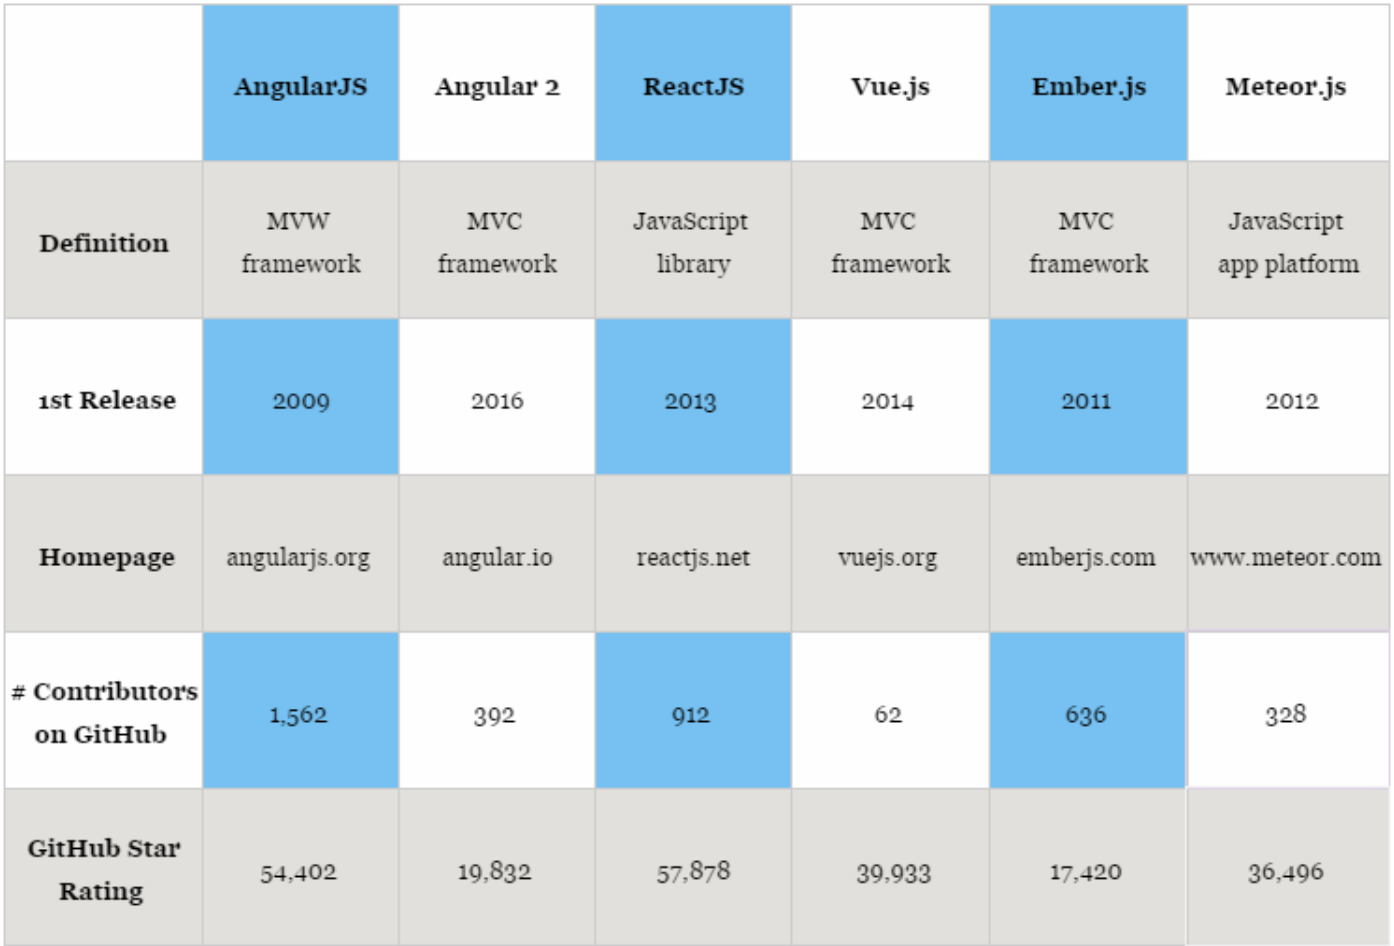 AngularJS Angular 2 ReactJS Vue.js Ember.js Meteor.js
Definition
MVW framework
MVC framework
JavaScript library
MVC framework
MVC framework
JavaScript app platform
1st Release 2009 2016 2013 2014 2011 2012
Homepage angularjs.org angular.io reactjs.net vuejs.org emberjs.com www.meteor.com
# Contributors
on GitHub
1,562 392 912 62 636 328
GitHub Star
Rating
54,402 19,832 57,878 39,933 17,420 36,496